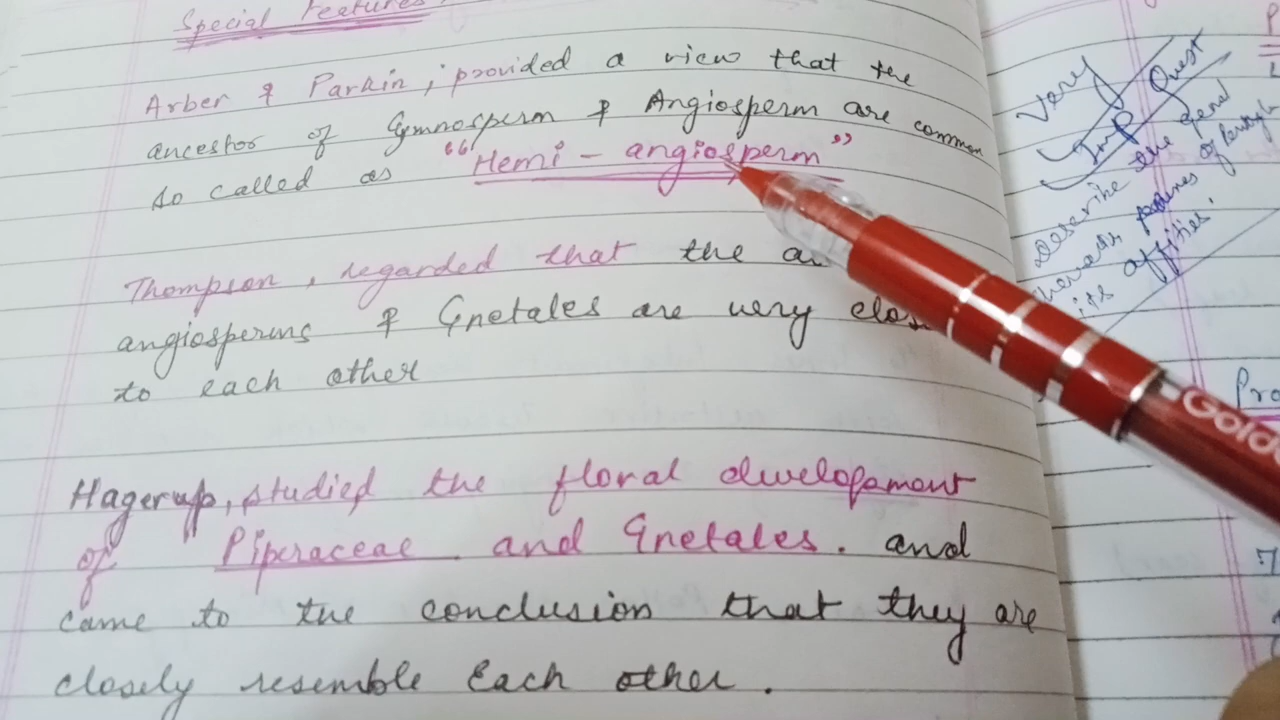 Special Features
Arber & Parkin, provided a view that the
ancestor of Gymnosperm & Angiosperm are common
so called as "Hemi - angiosperm"
Thompson, regarded that the
angiosperms & Gnetales are very
to each other
Hagerup, studied the floral development
of Piperaceae and Gnetales. and
came to the conclusion that they are
closely resemble Each other.
Very
Imp Quest
Describe the
of
its
Gold